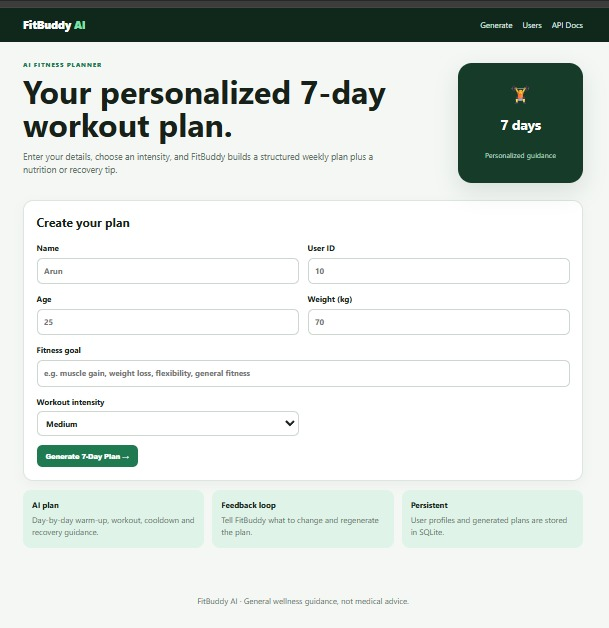 FitBuddy AI
Generate Users API Docs
AI FITNESS PLANNER
Your personalized 7-day
workout plan.
Enter your details, choose an intensity, and FitBuddy builds a structured weekly plan plus a
nutrition or recovery tip.
7 days
Personalized guidance
Create your plan
Name
Arun
User ID
10
Age
25
Weight (kg)
70
Fitness goal
e.g. muscle gain, weight loss, flexibility, general fitness
Workout intensity
Medium
Generate 7-Day Plan →
AI plan
Day-by-day warm-up, workout, cooldown and
recovery guidance.
Feedback loop
Tell FitBuddy what to change and regenerate
the plan.
Persistent
User profiles and generated plans are stored
in SQLite.
FitBuddy AI · General wellness guidance, not medical advice.